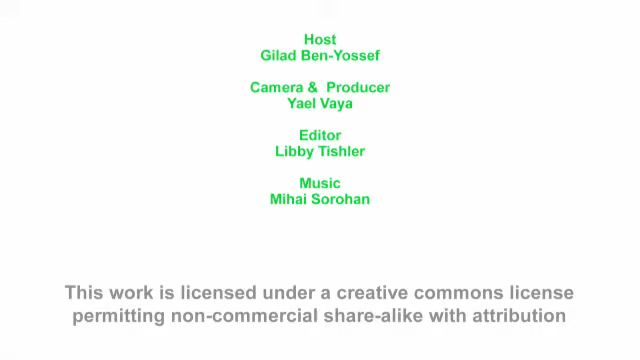 Host
Gilad Ben-Yossef
Camera & Producer
Yael Vaya
Editor
Libby Tishler
Music
Mihai Sorohan
This work is licensed under a creative commons license
permitting non-commercial share-alike with attribution